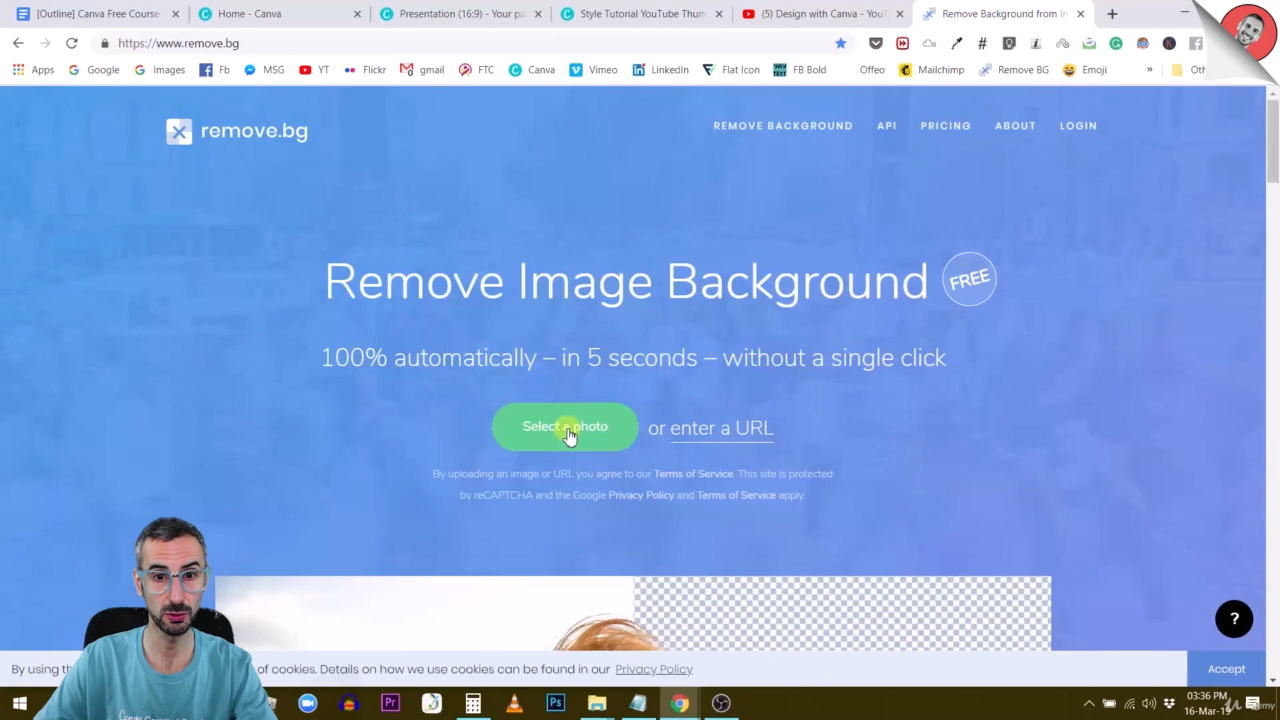 [Outline] Canva Free Course
Home - Canva
Presentation (16:9) - Your pa
Style Tutorial YouTube Thum
(5) Design with Canva - YouT
Remove Background from Im
https://www.remove.bg
Apps
Google
Images
Fb
MSG
YT
Flickr
gmail
FTC
Canva
Vimeo
LinkedIn
Flat Icon
FB Bold
Offeo
Mailchimp
Remove BG
Emoji
»
Oth
remove.bg
REMOVE BACKGROUND
API
PRICING
ABOUT
LOGIN
Remove Image Background
FREE
100% automatically – in 5 seconds – without a single click
Select a photo or enter a URL
By uploading an image or URL you agree to our Terms of Service. This site is protected
by reCAPTCHA and the Google Privacy Policy and Terms of Service apply.
?
By using th
of cookies. Details on how we use cookies can be found in our Privacy Policy
Accept
Pr
Ps
03:36 PM
16-Mar-19